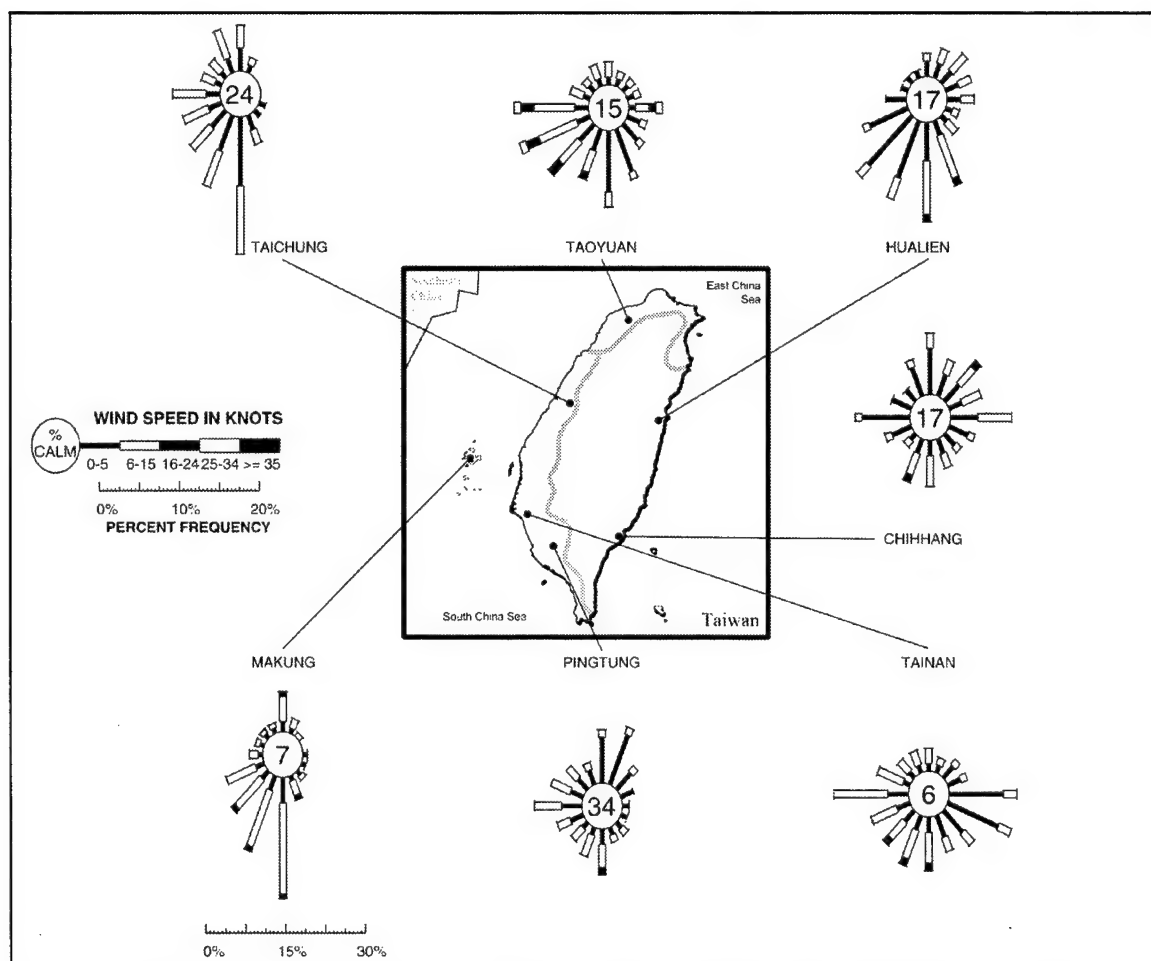 24
15
17
TAICHUNG
TAOYUAN
HUALIEN
Southern
China
East China
Sea
17
WIND SPEED IN KNOTS
%
CALM
0-5 6-15 16-24 25-34 >= 35
0% 10% 20%
PERCENT FREQUENCY
CHIHHANG
South China Sea
Taiwan
MAKUNG
PINGTUNG
TAINAN
7
34
6
0% 15% 30%